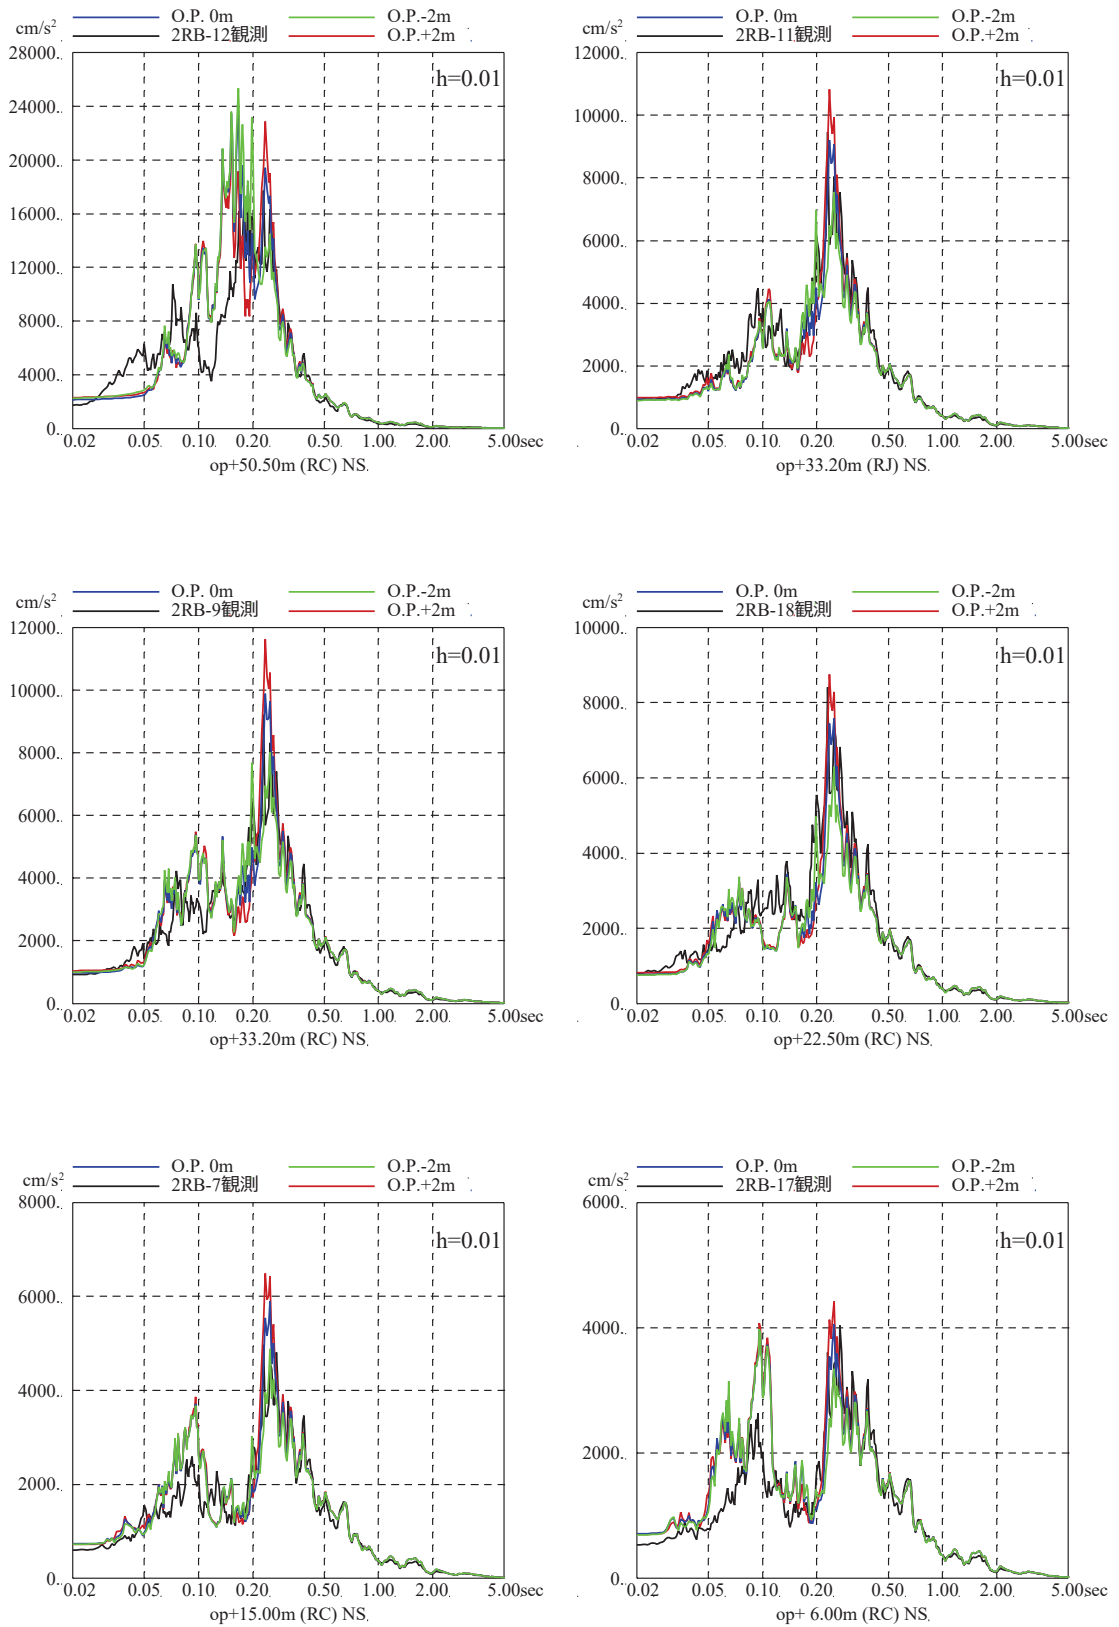 cm/s²
O.P. 0m
O.P.-2m
2RB-12観測
O.P.+2m
h=0.01
28000.
24000.
20000.
16000.
12000.
8000.
4000.
0.
0.02 0.05 0.10 0.20 0.50 1.00 2.00 5.00sec
op+50.50m (RC) NS
cm/s²
O.P. 0m
O.P.-2m
2RB-11観測
O.P.+2m
h=0.01
12000.
10000.
8000.
6000.
4000.
2000.
0.
0.02 0.05 0.10 0.20 0.50 1.00 2.00 5.00sec
op+33.20m (RJ) NS
cm/s²
O.P. 0m
O.P.-2m
2RB-9観測
O.P.+2m
h=0.01
12000.
10000.
8000.
6000.
4000.
2000.
0.
0.02 0.05 0.10 0.20 0.50 1.00 2.00 5.00sec
op+33.20m (RC) NS
cm/s²
O.P. 0m
O.P.-2m
2RB-18観測
O.P.+2m
h=0.01
10000.
8000.
6000.
4000.
2000.
0.
0.02 0.05 0.10 0.20 0.50 1.00 2.00 5.00sec
op+22.50m (RC) NS
cm/s²
O.P. 0m
O.P.-2m
2RB-7観測
O.P.+2m
h=0.01
8000.
6000.
4000.
2000.
0.
0.02 0.05 0.10 0.20 0.50 1.00 2.00 5.00sec
op+15.00m (RC) NS
cm/s²
O.P. 0m
O.P.-2m
2RB-17観測
O.P.+2m
h=0.01
6000.
4000.
2000.
0.
0.02 0.05 0.10 0.20 0.50 1.00 2.00 5.00sec
op+ 6.00m (RC) NS